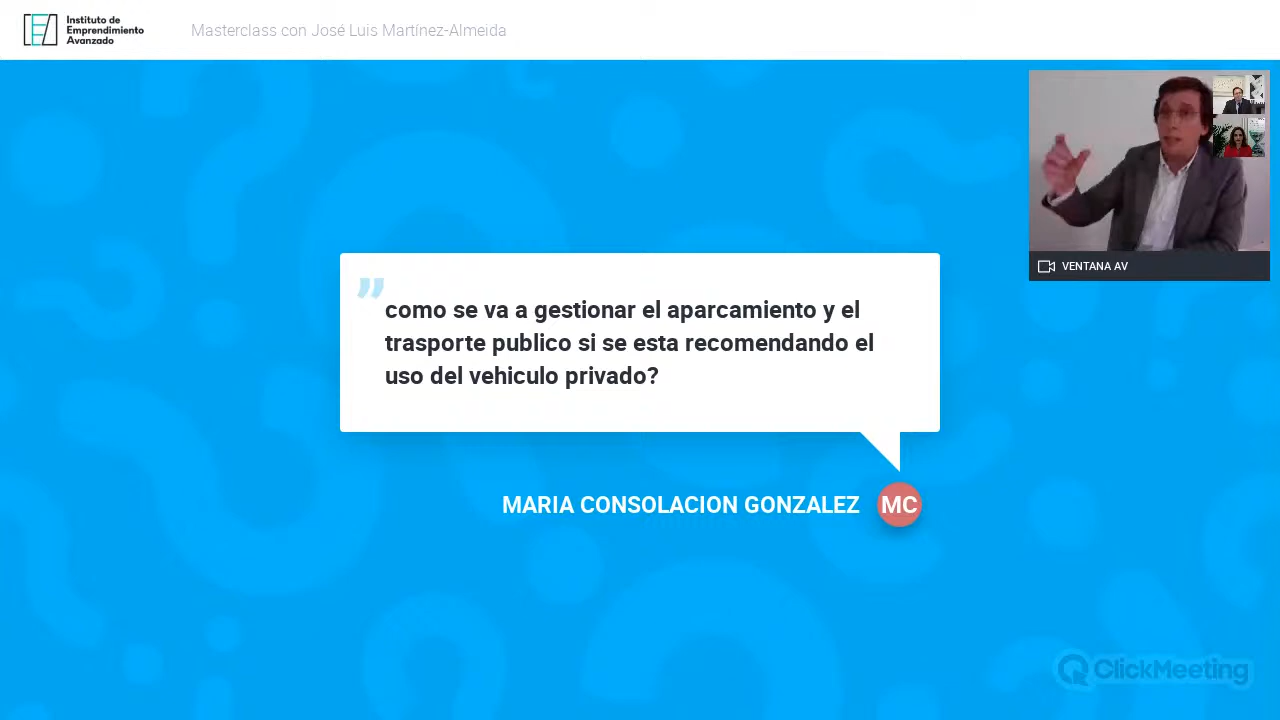 Instituto de
Emprendimiento
Avanzado
Masterclass con José Luis Martínez-Almeida
VENTANA AV
"
como se va a gestionar el aparcamiento y el
trasporte publico si se esta recomendando el
uso del vehiculo privado?
MARIA CONSOLACION GONZALEZ MC
ClickMeeting